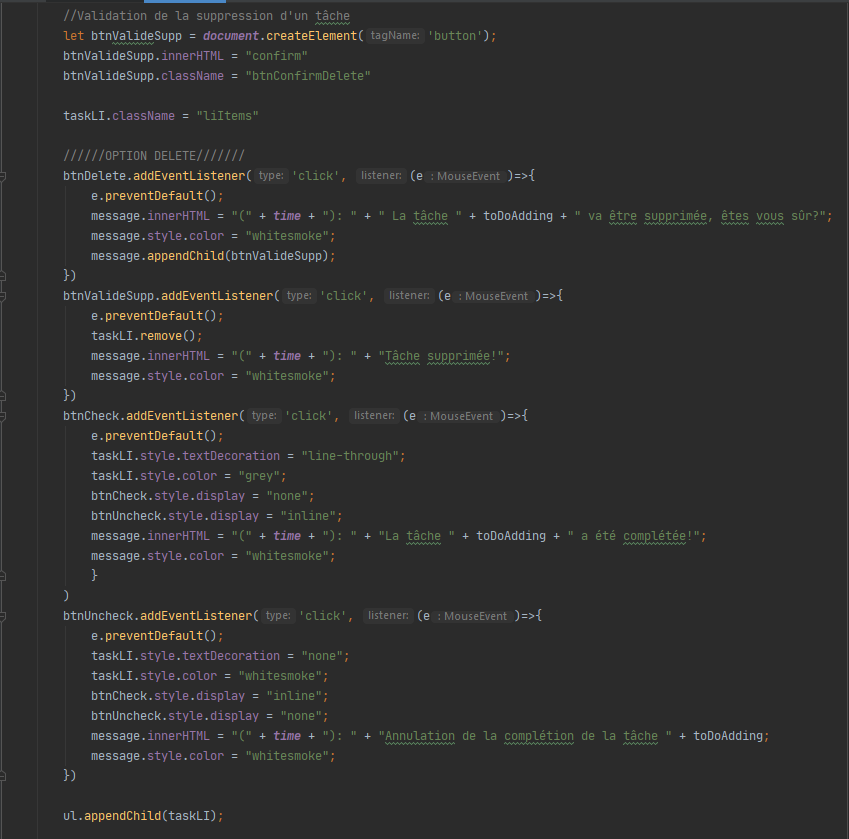 //Validation de la suppression d'un tâche
let btnValideSupp = document.createElement( tagName: 'button');
btnValideSupp.innerHTML = "confirm"
btnValideSupp.className = "btnConfirmDelete"
taskLI.className = "liItems"
//////OPTION DELETE///////
btnDelete.addEventListener( type: 'click', listener: (e : MouseEvent )=>{
e.preventDefault();
message.innerHTML = "(" + time + "): " + " La tâche " + toDoAdding + " va être supprimée, êtes vous sûr?";
message.style.color = "whitesmoke";
message.appendChild(btnValideSupp);
})
btnValideSupp.addEventListener( type: 'click', listener: (e : MouseEvent )=>{
e.preventDefault();
taskLI.remove();
message.innerHTML = "(" + time + "): " + "Tâche supprimée!";
message.style.color = "whitesmoke";
})
btnCheck.addEventListener( type: 'click', listener: (e : MouseEvent )=>{
e.preventDefault();
taskLI.style.textDecoration = "line-through";
taskLI.style.color = "grey";
btnCheck.style.display = "none";
btnUncheck.style.display = "inline";
message.innerHTML = "(" + time + "): " + "La tâche " + toDoAdding + " a été complétée!";
message.style.color = "whitesmoke";
}
)
btnUncheck.addEventListener( type: 'click', listener: (e : MouseEvent )=>{
e.preventDefault();
taskLI.style.textDecoration = "none";
taskLI.style.color = "whitesmoke";
btnCheck.style.display = "inline";
btnUncheck.style.display = "none";
message.innerHTML = "(" + time + "): " + "Annulation de la complétion de la tâche " + toDoAdding;
message.style.color = "whitesmoke";
})
ul.appendChild(taskLI);